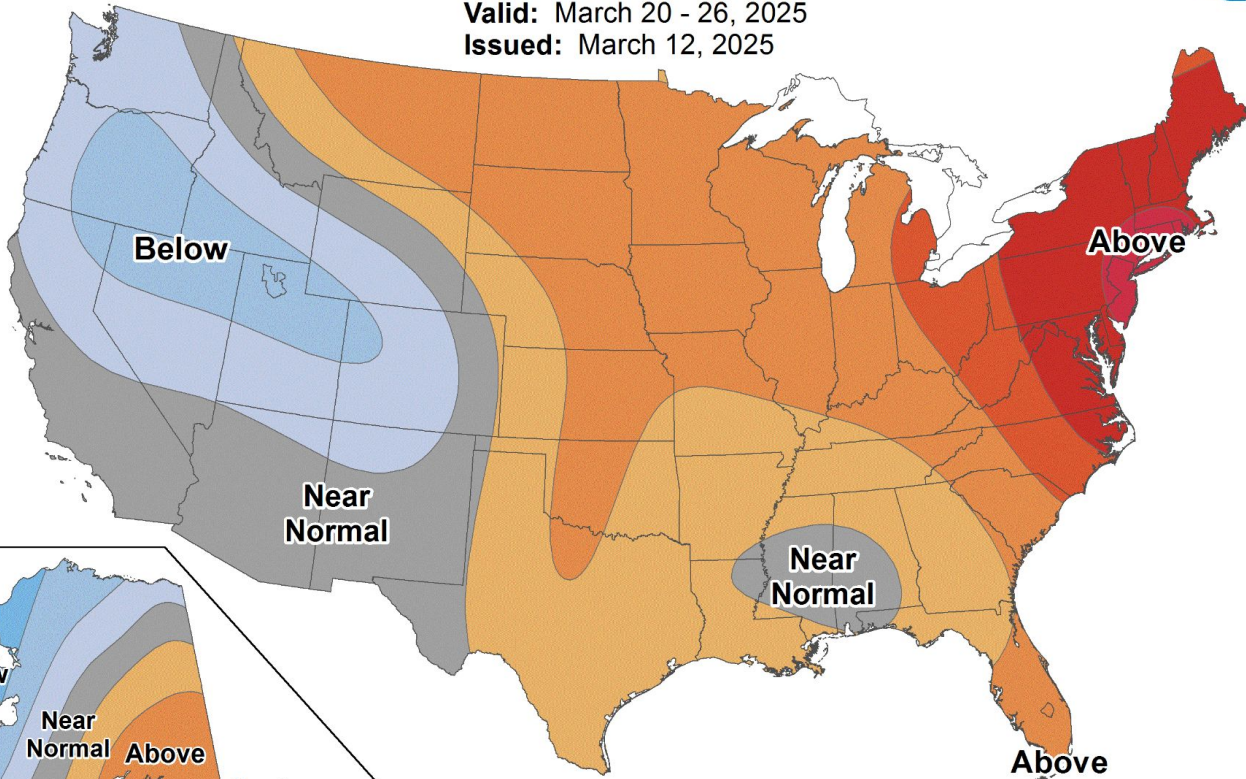 Valid: March 20 - 26, 2025
Issued: March 12, 2025
Below
Above
Near
Normal
Near
Normal
Near
Normal
Above
Above